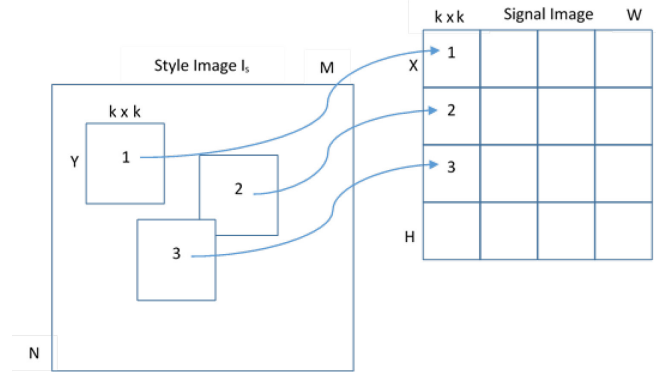 k x k Signal Image W
Style Image Iₛ M
X 1
k x k
2
Y 1
3
2
H
3
N